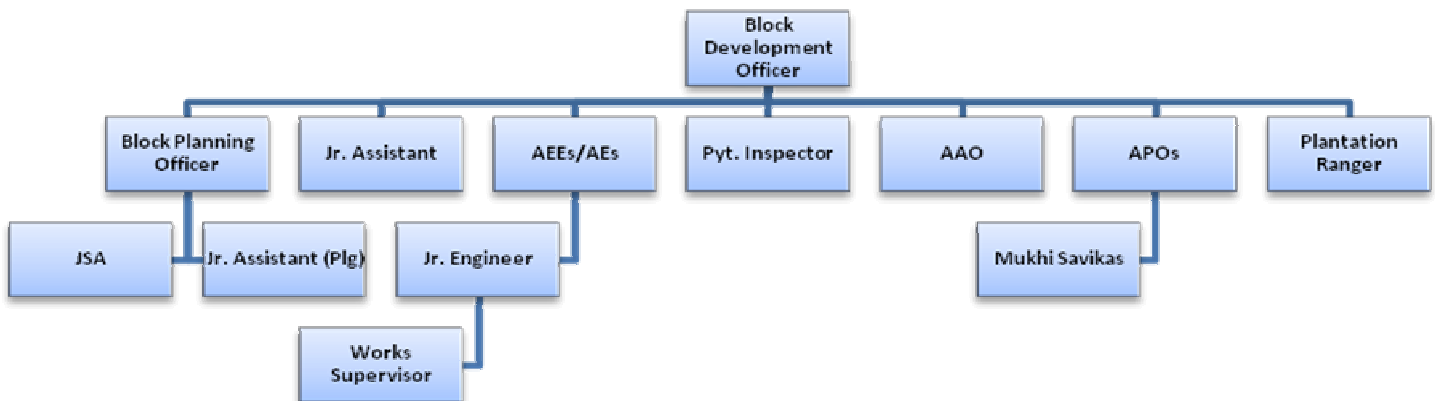 Block
Development
Officer
Block Planning
Officer
Jr. Assistant
AEEs/AEs
Pyt. Inspector
AAO
APOs
Plantation
Ranger
JSA
Jr. Assistant (Plg)
Jr. Engineer
Mukhi Savikas
Works
Supervisor